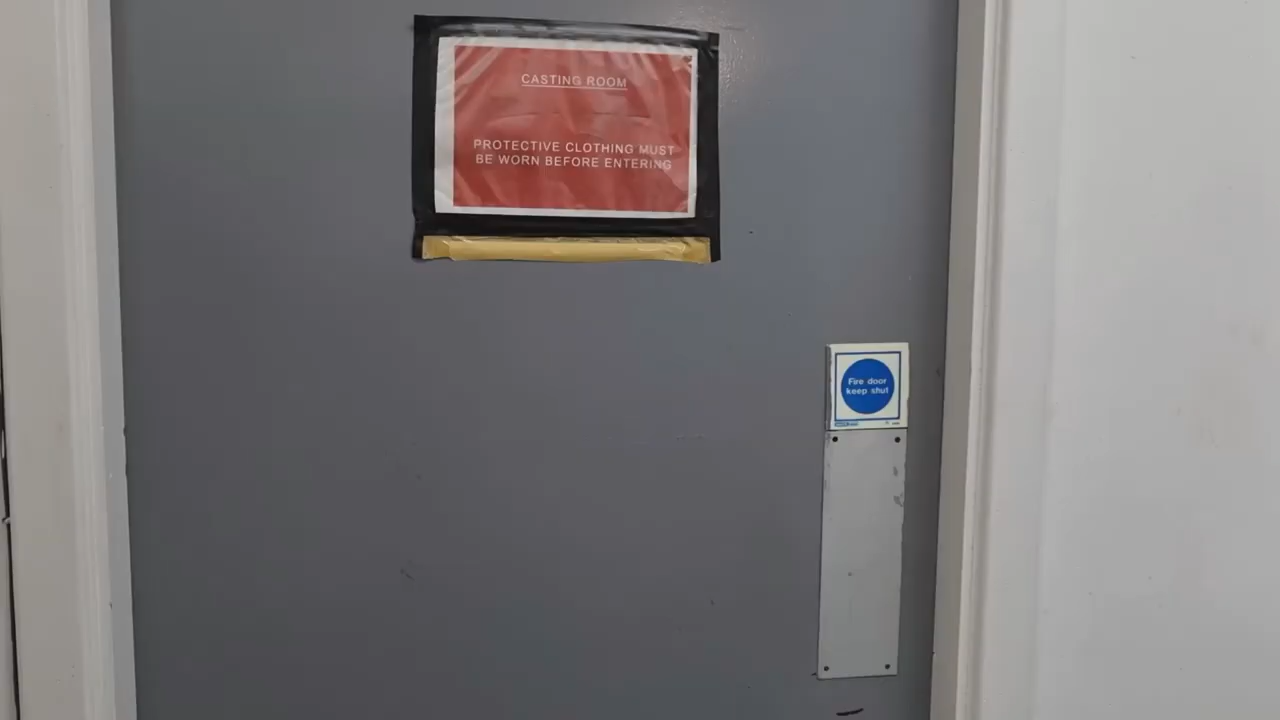 CASTING ROOM
PROTECTIVE CLOTHING MUST
BE WORN BEFORE ENTERING
Fire door
keep shut